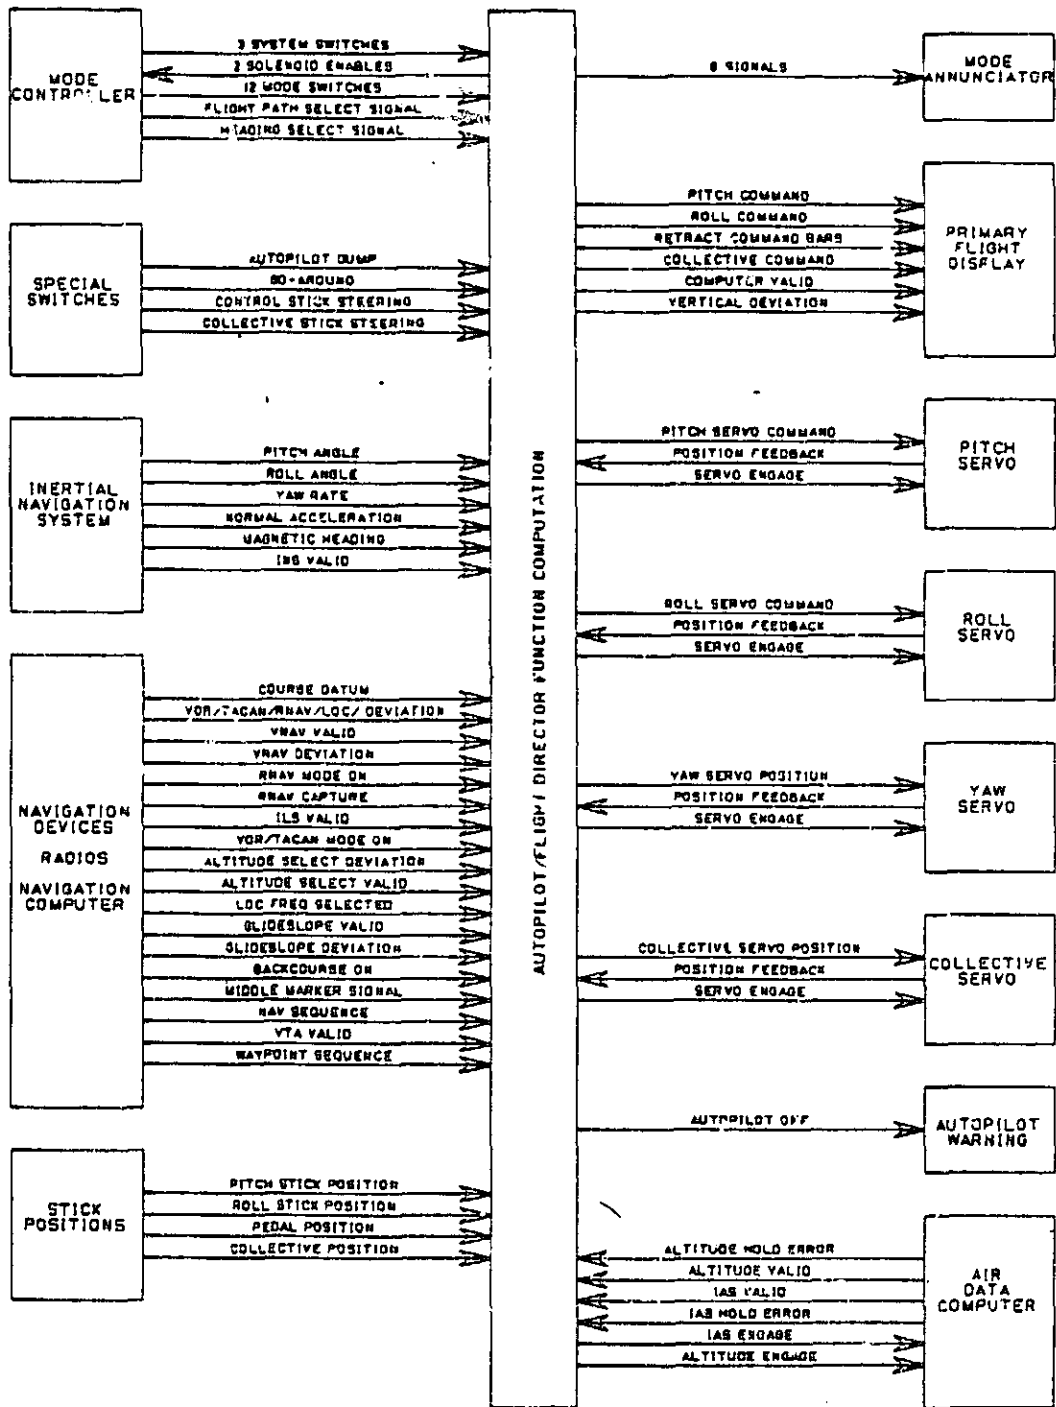 MODE
CONTROLLER
3 SYSTEM SWITCHES
2 SOLENOID ENABLES
12 MODE SWITCHES
FLIGHT PATH SELECT SIGNAL
HEADING SELECT SIGNAL
SPECIAL
SWITCHES
AUTOPILOT DUMP
GO-AROUND
CONTROL STICK STEERING
COLLECTIVE STICK STEERING
INERTIAL
NAVIGATION
SYSTEM
PITCH ANGLE
ROLL ANGLE
YAW RATE
NORMAL ACCELERATION
MAGNETIC HEADING
INS VALID
NAVIGATION
DEVICES
RADIOS
NAVIGATION
COMPUTER
COURSE DATUM
VOR/TACAN/RNAV/LOC/ DEVIATION
VNAV VALID
VNAV DEVIATION
RNAV MODE ON
RNAV CAPTURE
ILS VALID
VOR/TACAN MODE ON
ALTITUDE SELECT DEVIATION
ALTITUDE SELECT VALID
LOC FREQ SELECTED
GLIDESLOPE VALID
GLIDESLOPE DEVIATION
BACKCOURSE ON
MIDDLE MARKER SIGNAL
NAV SEQUENCE
VTA VALID
WAYPOINT SEQUENCE
STICK
POSITIONS
PITCH STICK POSITION
ROLL STICK POSITION
PEDAL POSITION
COLLECTIVE POSITION
AUTOPILOT/FLIGHT DIRECTOR FUNCTION COMPUTATION
SIGNALS
MODE
ANNUNCIATOR
PITCH COMMAND
ROLL COMMAND
RETRACT COMMAND BARS
COLLECTIVE COMMAND
COMPUTER VALID
VERTICAL DEVIATION
PRIMARY
FLIGHT
DISPLAY
PITCH SERVO COMMAND
POSITION FEEDBACK
SERVO ENGAGE
PITCH
SERVO
ROLL SERVO COMMAND
POSITION FEEDBACK
SERVO ENGAGE
ROLL
SERVO
YAW SERVO POSITION
POSITION FEEDBACK
SERVO ENGAGE
YAW
SERVO
COLLECTIVE SERVO POSITION
POSITION FEEDBACK
SERVO ENGAGE
COLLECTIVE
SERVO
AUTOPILOT OFF
AUTOPILOT
WARNING
ALTITUDE HOLD ERROR
ALTITUDE VALID
IAS VALID
IAS HOLD ERROR
IAS ENGAGE
ALTITUDE ENGAGE
AIR
DATA
COMPUTER